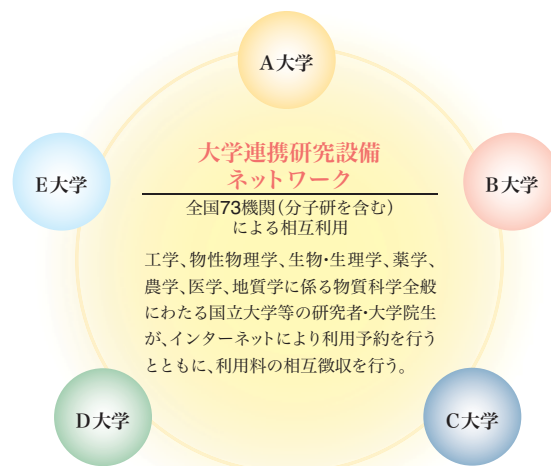 A大学
大学連携研究設備
ネットワーク
E大学
B大学
全国73機関(分子研を含む)
による相互利用
工学、物性物理学、生物・生理学、薬学、
農学、医学、地質学に係る物質科学全般
にわたる国立大学等の研究者・大学院生
が、インターネットにより利用予約を行う
とともに、利用料の相互徴収を行う。
D大学
C大学